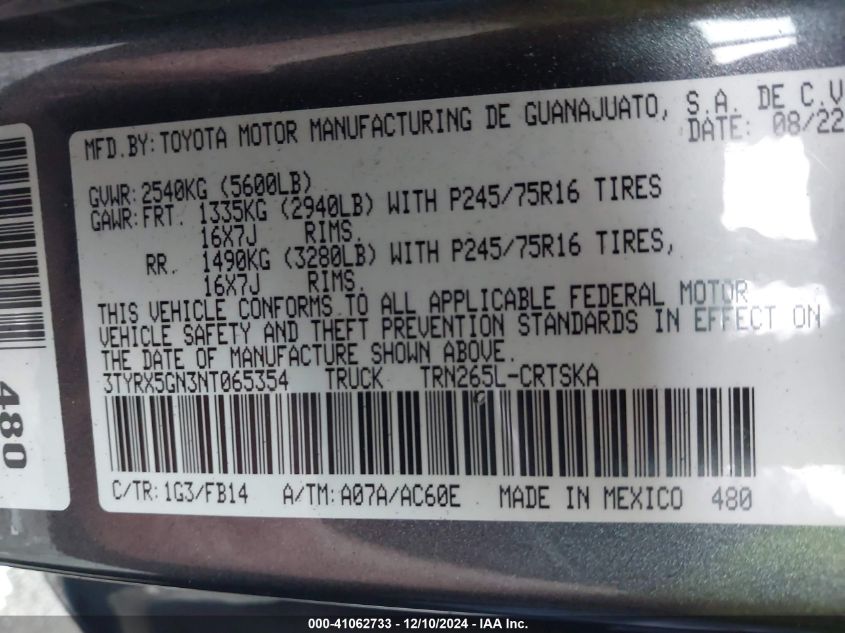 MFD.BY: TOYOTA MOTOR MANUFACTURING DE GUANAJUATO, S.A. DE C.V
DATE: 08/22
GVWR: 2540KG (5600LB)
GAWR: FRT. 1335KG (2940LB) WITH P245/75R16 TIRES
16X7J RIMS,
RR. 1490KG (3280LB) WITH P245/75R16 TIRES,
16X7J RIMS.
THIS VEHICLE CONFORMS TO ALL APPLICABLE FEDERAL MOTOR
VEHICLE SAFETY AND THEFT PREVENTION STANDARDS IN EFFECT ON
THE DATE OF MANUFACTURE SHOWN ABOVE.
3TYRX5GN3NT065354 TRUCK TRN265L-CRTSKA
C/TR: 1G3/FB14 A/TM: A07A/AC60E MADE IN MEXICO 480
480
000-41062733 - 12/10/2024 - IAAI Inc.